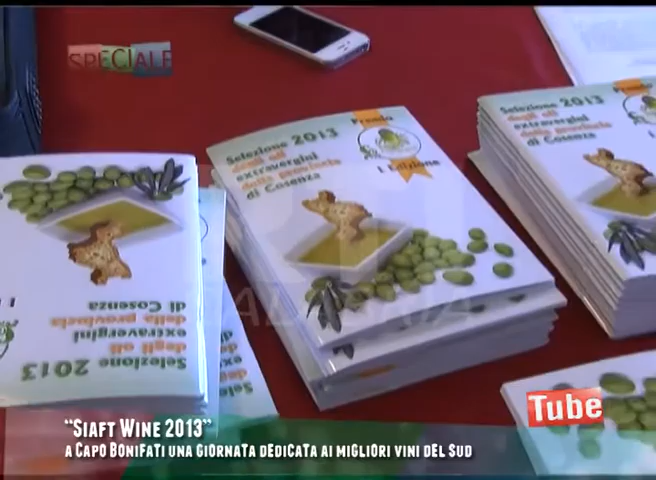 SPECIALE
Selezione 2013
degli oli
extravergini
della provincia
di Cosenza
Premio
I Edizione
Selezione 2013
degli oli
extravergini
della provincia
di Cosenza
Premio
Selezione 2013
degli oli
extravergini
della provincia
di Cosenza
Tube
"SIAFT WINE 2013"
A CAPO BONIFATI UNA GIORNATA DEDICATA AI MIGLIORI VINI DEL SUD